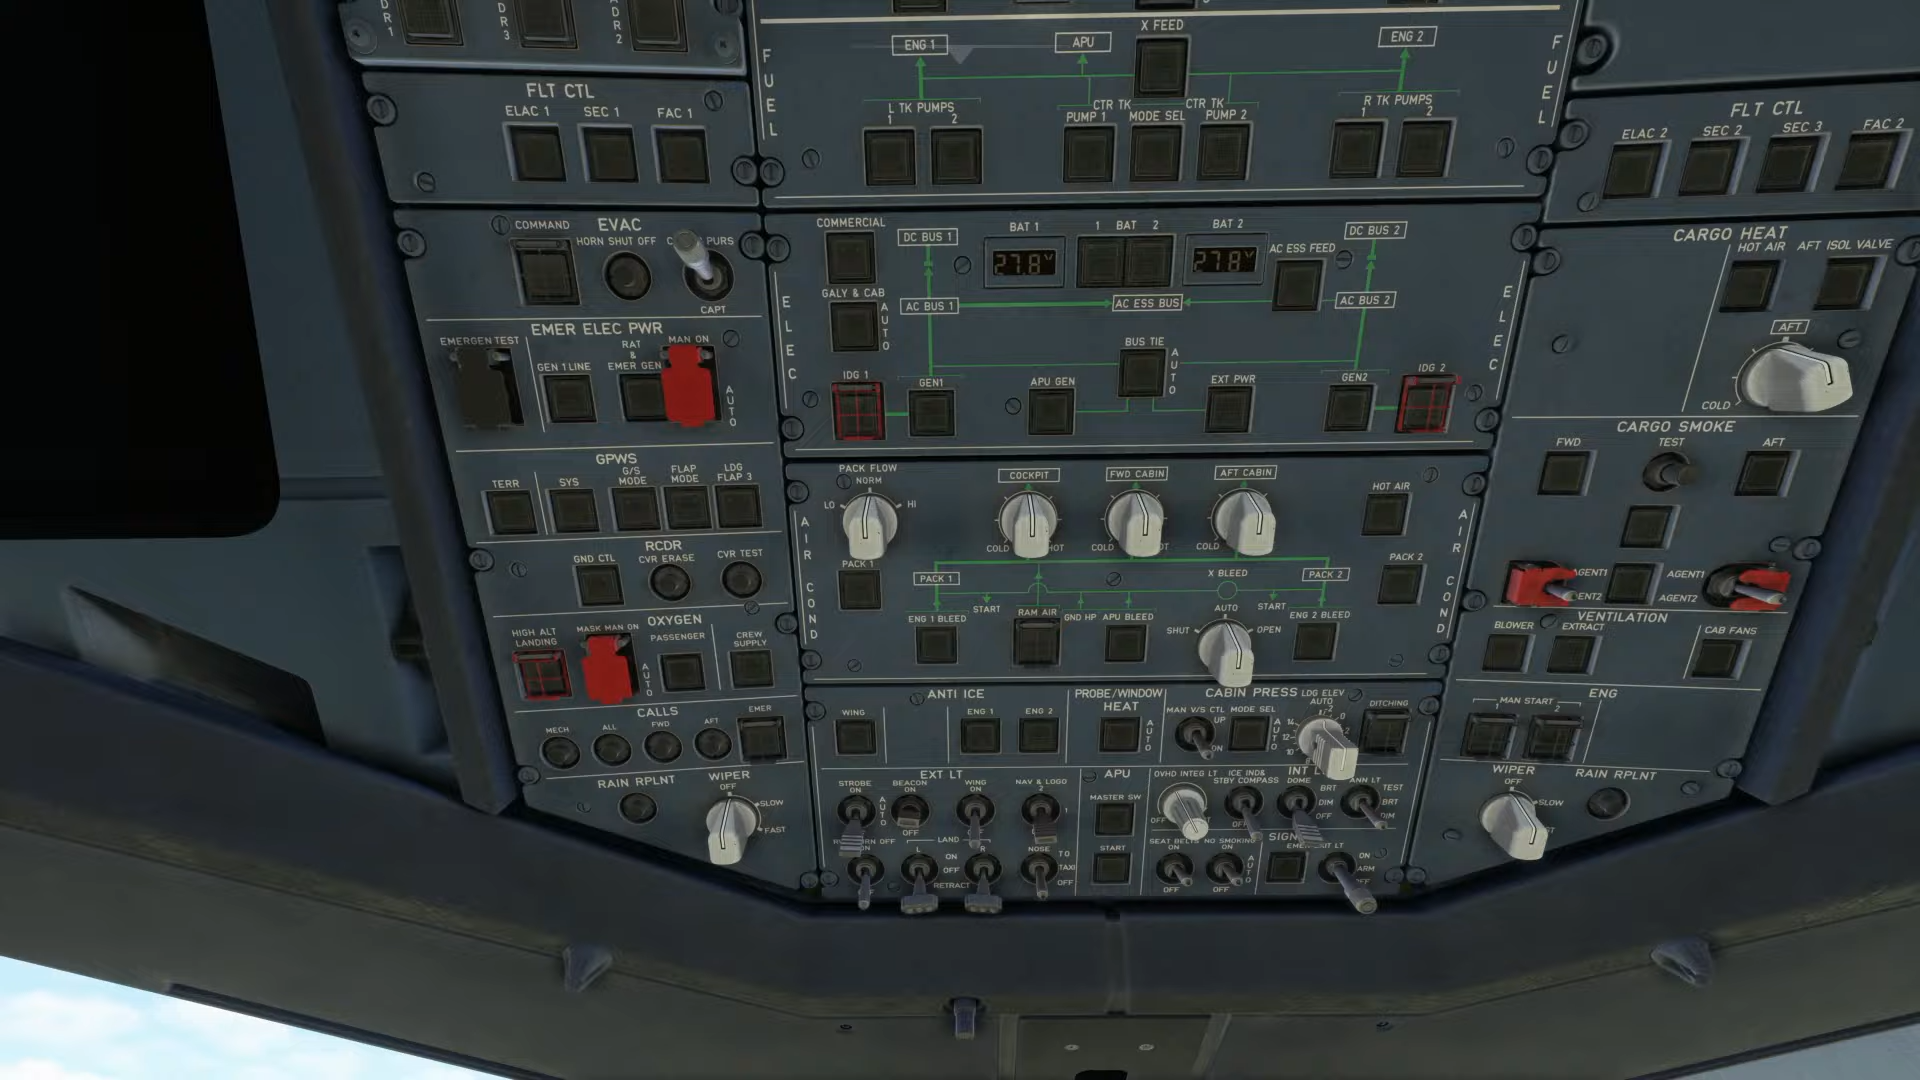 X FEED
ENG 1
APU
ENG 2
FUEL
FUEL
L TK PUMPS
1
2
CTR TK
PUMP 1
MODE SEL
CTR TK
PUMP 2
R TK PUMPS
1
2
FLT CTL
ELAC 1
SEC 1
FAC 1
FLT CTL
ELAC 2
SEC 2
SEC 3
FAC 2
EVAC
COMMAND
HORN SHUT OFF
PURS
CAPT
EMER ELEC PWR
EMERGEN TEST
GEN 1 LINE
RAT
&
EMER GEN
MAN ON
AUTO
GPWS
TERR
SYS
G/S
MODE
FLAP
MODE
LDG
FLAP 3
RCDR
GND CTL
CVR ERASE
CVR TEST
OXYGEN
HIGH ALT
LANDING
MASK MAN ON
AUTO
PASSENGER
CREW
SUPPLY
CALLS
MECH
ALL
FWD
AFT
EMER
RAIN RPLNT
WIPER
OFF
SLOW
FAST
ELEC
ELEC
COMMERCIAL
DC BUS 1
BAT 1
27.8V
1 BAT 2
BAT 2
27.8V
AC ESS FEED
DC BUS 2
GALY & CAB
AUTO
AC BUS 1
AC ESS BUS
AC BUS 2
BUS TIE
AUTO
IDG 1
GEN1
APU GEN
EXT PWR
GEN2
IDG 2
AIR COND
AIR COND
PACK FLOW
NORM
LO
HI
COCKPIT
COLD
HOT
FWD CABIN
COLD
AFT CABIN
COLD
HOT AIR
PACK 1
PACK 1
X BLEED
PACK 2
PACK 2
START
RAM AIR
GND HP
APU BLEED
AUTO
SHUT
OPEN
START
ENG 1 BLEED
ENG 2 BLEED
ANTI ICE
WING
ENG 1
ENG 2
PROBE/WINDOW
HEAT
AUTO
CABIN PRESS
MAN V/S CTL
UP
MODE SEL
AUTO
LDG ELEV
AUTO
DITCHING
EXT LT
STROBE
ON
AUTO
BEACON
ON
OFF
WING
ON
NAV & LOGO
2
1
LAND
L
R
ON
OFF
RETRACT
NOSE
TO
TAXI
OFF
APU
MASTER SW
START
OVHD INTEG LT
OFF
ICE IND&
STBY COMPASS
OFF
INT L
DOME
BRT
DIM
OFF
ANN LT
TEST
BRT
DIM
SIGN
SEAT BELTS
ON
OFF
NO SMOKING
ON
AUTO
OFF
EMER EXIT LT
ON
ARM
CARGO HEAT
HOT AIR
AFT ISOL VALVE
AFT
COLD
CARGO SMOKE
FWD
TEST
AFT
AGENT1
AGENT1
AGENT2
VENTILATION
BLOWER
EXTRACT
CAB FANS
ENG
MAN START
1
2
WIPER
OFF
SLOW
RAIN RPLNT